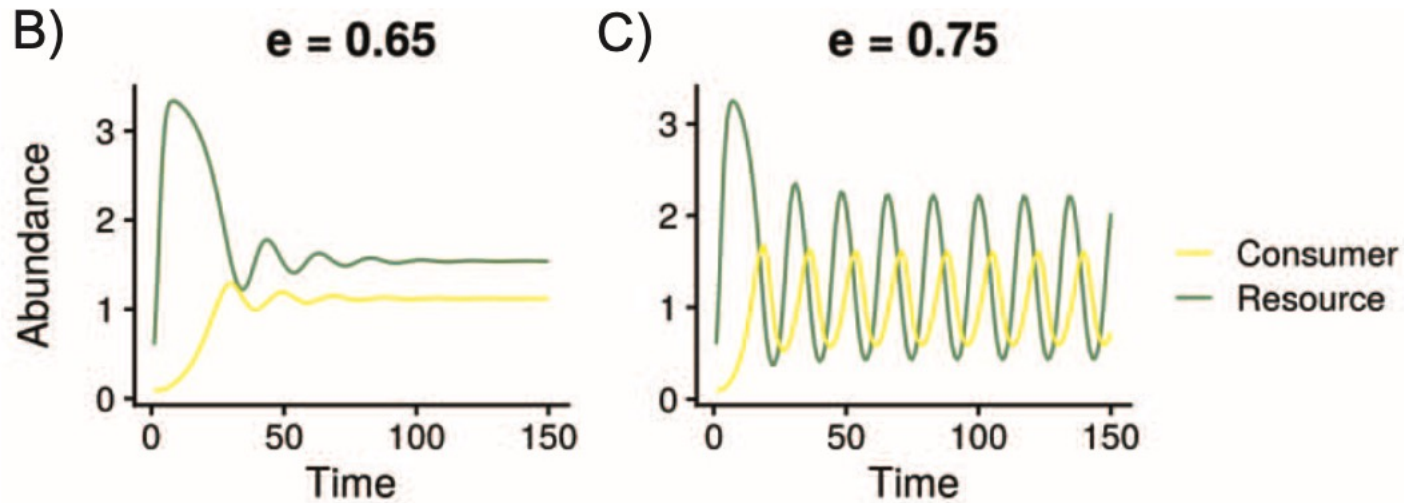 B)
e = 0.65
Abundance
3
2
1
0
0 50 100 150
Time
C)
e = 0.75
3
2
1
0
0 50 100 150
Time
Consumer
Resource